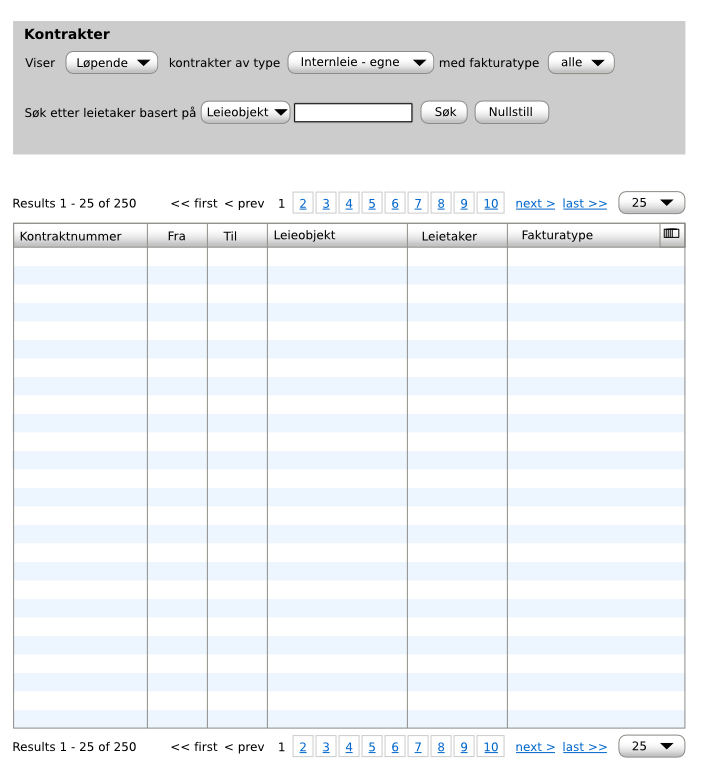 Kontrakter
Viser Løpende kontrakter av type Internleie - egne med fakturatype alle
Søk etter leietaker basert på Leieobjekt Søk Nullstill
Results 1 - 25 of 250 << first < prev 1 2 3 4 5 6 7 8 9 10 next > last >> 25
Kontraktnummer Fra Til Leieobjekt Leietaker Fakturatype
Results 1 - 25 of 250 << first < prev 1 2 3 4 5 6 7 8 9 10 next > last >> 25